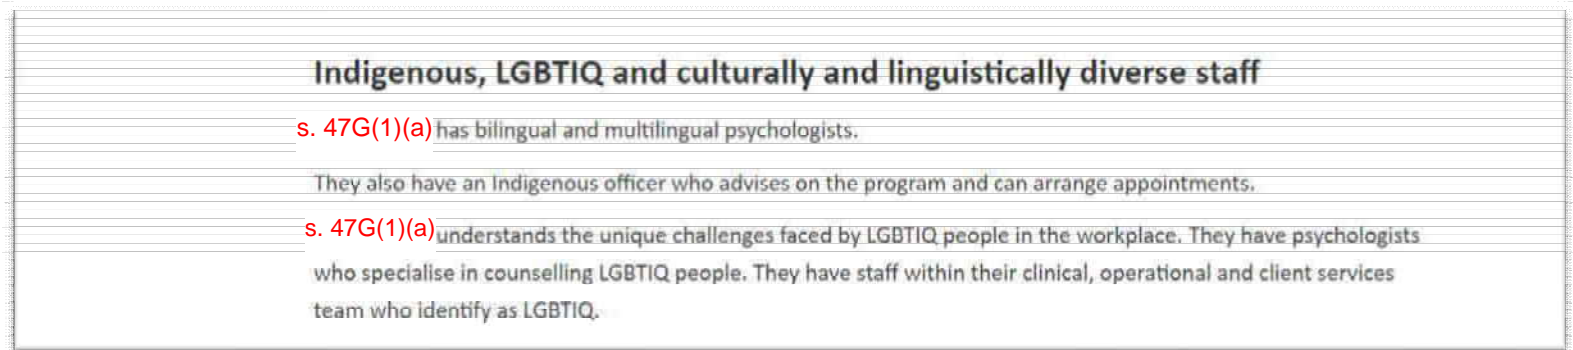 Indigenous, LGBTIQ and culturally and linguistically diverse staff
s. 47G(1)(a) has bilingual and multilingual psychologists.
They also have an Indigenous officer who advises on the program and can arrange appointments.
s. 47G(1)(a) understands the unique challenges faced by LGBTIQ people in the workplace. They have psychologists
who specialise in counselling LGBTIQ people. They have staff within their clinical, operational and client services
team who identify as LGBTIQ.